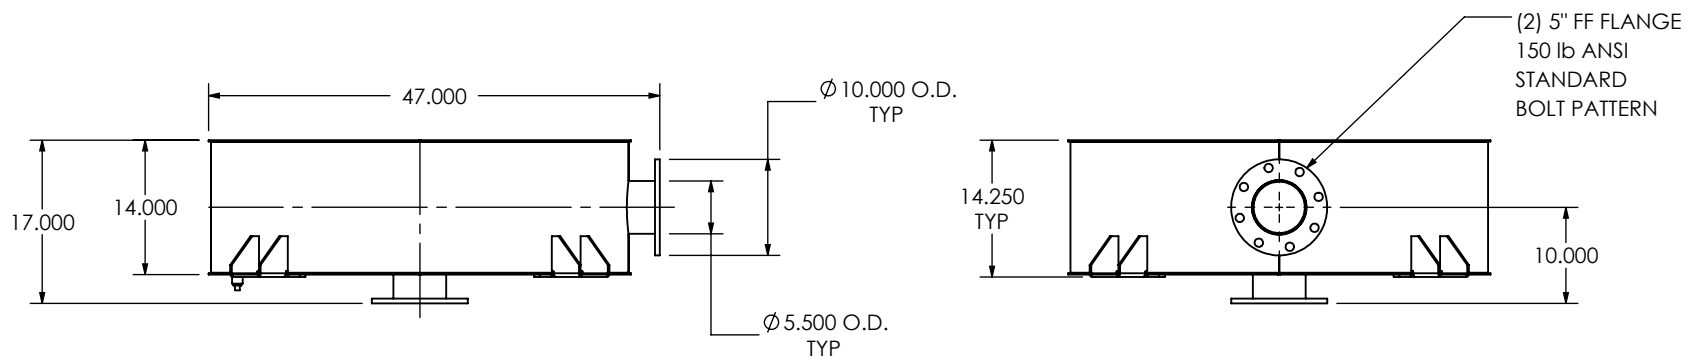 47.000
⌀ 10.000 O.D.
TYP
17.000
14.000
⌀ 5.500 O.D.
TYP
(2) 5" FF FLANGE
150 lb ANSI
STANDARD
BOLT PATTERN
14.250
TYP
10.000